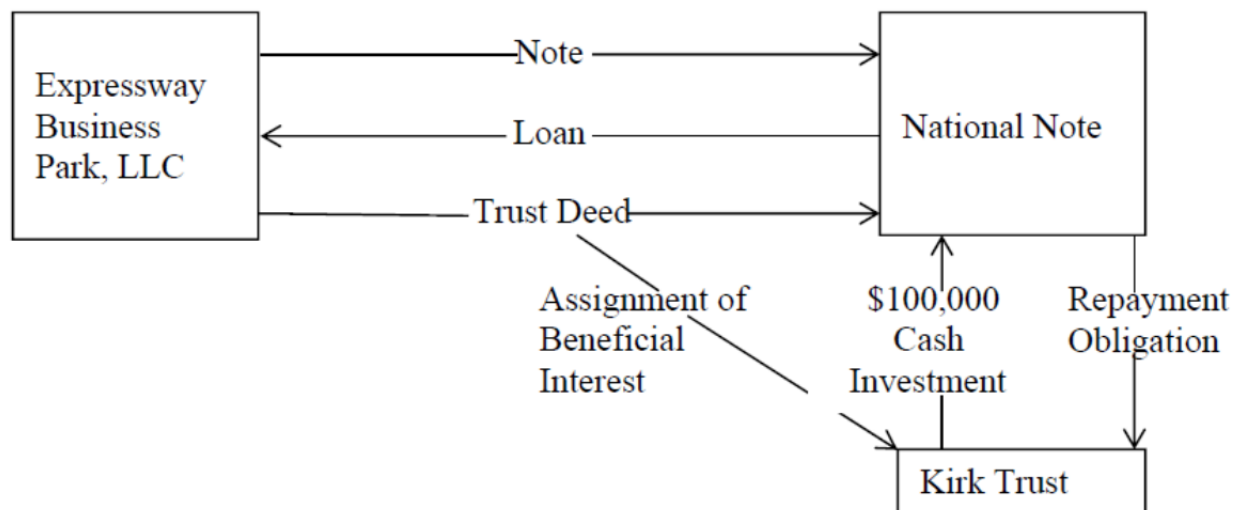 Note
Expressway
Business
Park, LLC
National Note
Loan
Trust Deed
Assignment of
Beneficial
Interest
$100,000
Cash
Investment
Repayment
Obligation
Kirk Trust